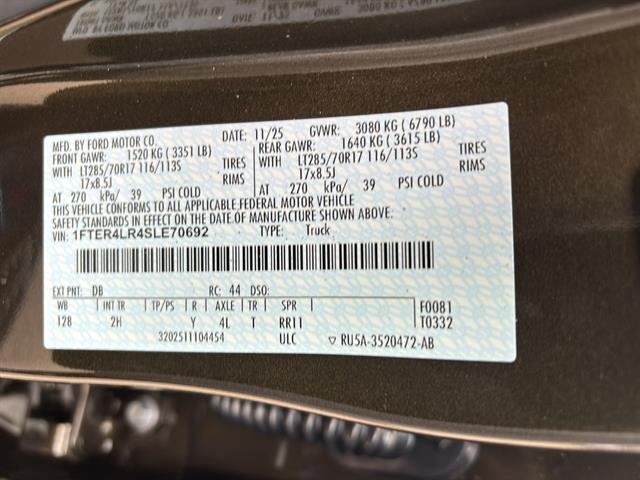 MFD. BY FORD MOTOR CO. DATE: 11/25 GVWR: 3080 KG ( 6790 LB)
FRONT GAWR: 1520 KG ( 3351 LB) REAR GAWR: 1640 KG ( 3615 LB)
WITH LT285/70R17 116/113S TIRES WITH LT285/70R17 116/113S TIRES
17x8.5J RIMS 17x8.5J RIMS
AT 270 kPa/ 39 PSI COLD AT 270 kPa/ 39 PSI COLD
THIS VEHICLE CONFORMS TO ALL APPLICABLE FEDERAL MOTOR VEHICLE
SAFETY STANDARDS IN EFFECT ON THE DATE OF MANUFACTURE SHOWN ABOVE.
VIN: 1FTER4LR4SLE70692 TYPE: Truck
EXT PNT: DB RC: 44 DSO:
WB INT TR TP/PS R AXLE TR SPR F0081
128 2H Y 4L T RR11 T0332
3202511104454 ULC ▽ RU5A-3520472-AB